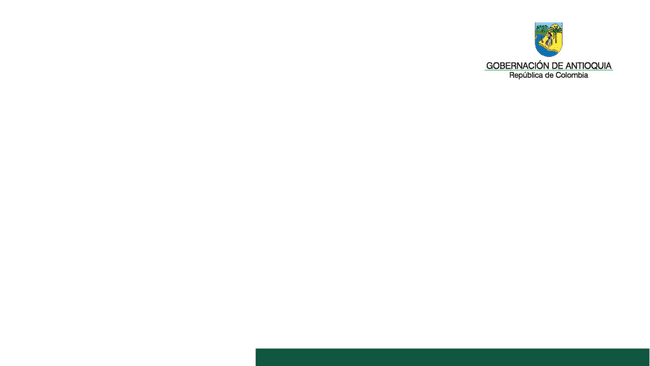 GOBERNACIÓN DE ANTIOQUIA
República de Colombia